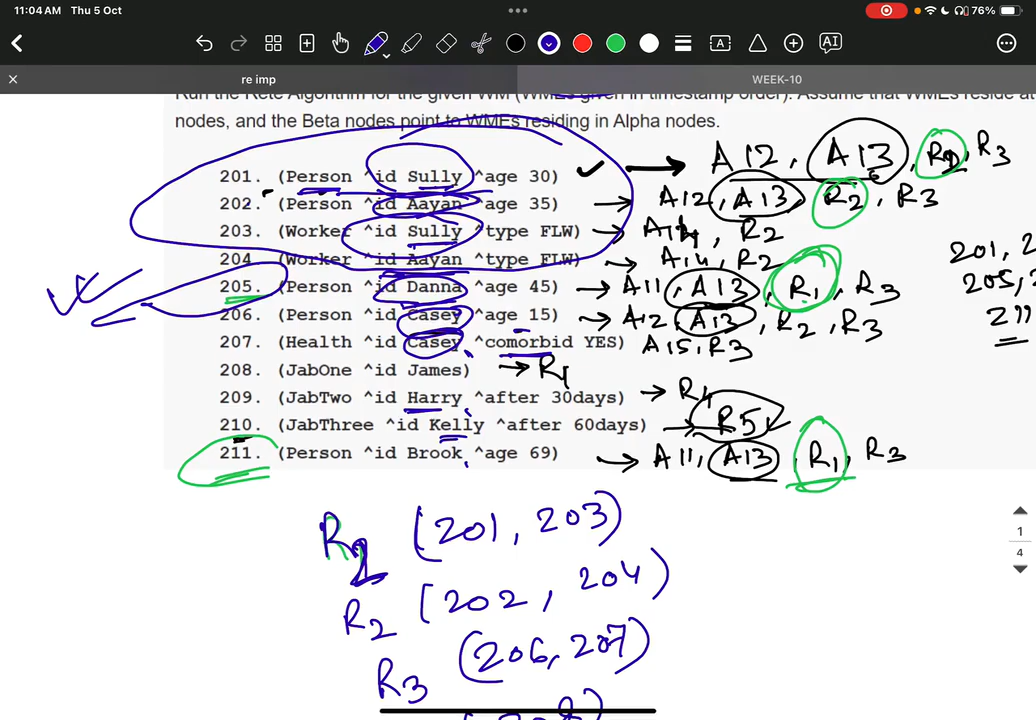 11:04 AM Thu 5 Oct
76%
A
AI
re imp
WEEK-10
Run the Rete Algorithm for the given WM (WMEs given in timestamp order). Assume that WMEs reside at
nodes, and the Beta nodes point to WMEs residing in Alpha nodes.
201. (Person ^id Sully ^age 30) ✓ → A12, A13, R2, R3
202. (Person ^id Aayan ^age 35) → A12, A13, R2, R3
203. (Worker ^id Sully ^type FLW) → A14, R2
204. (Worker ^id Aayan ^type FLW) → A14, R2
205. (Person ^id Danna ^age 45) → A11, A13, R1, R3
206. (Person ^id Casey ^age 15) → A12, A13, R2, R3
207. (Health ^id Casey ^comorbid YES) A15, R3
208. (JabOne ^id James) → R4
209. (JabTwo ^id Harry ^after 30days) → R4
210. (JabThree ^id Kelly ^after 60days) → R5
211. (Person ^id Brook ^age 69) → A11, A13, R1, R3
201, 2
205, 2
211
R2 (201, 203)
R2 (202, 204)
R3 (206, 207)
1
4